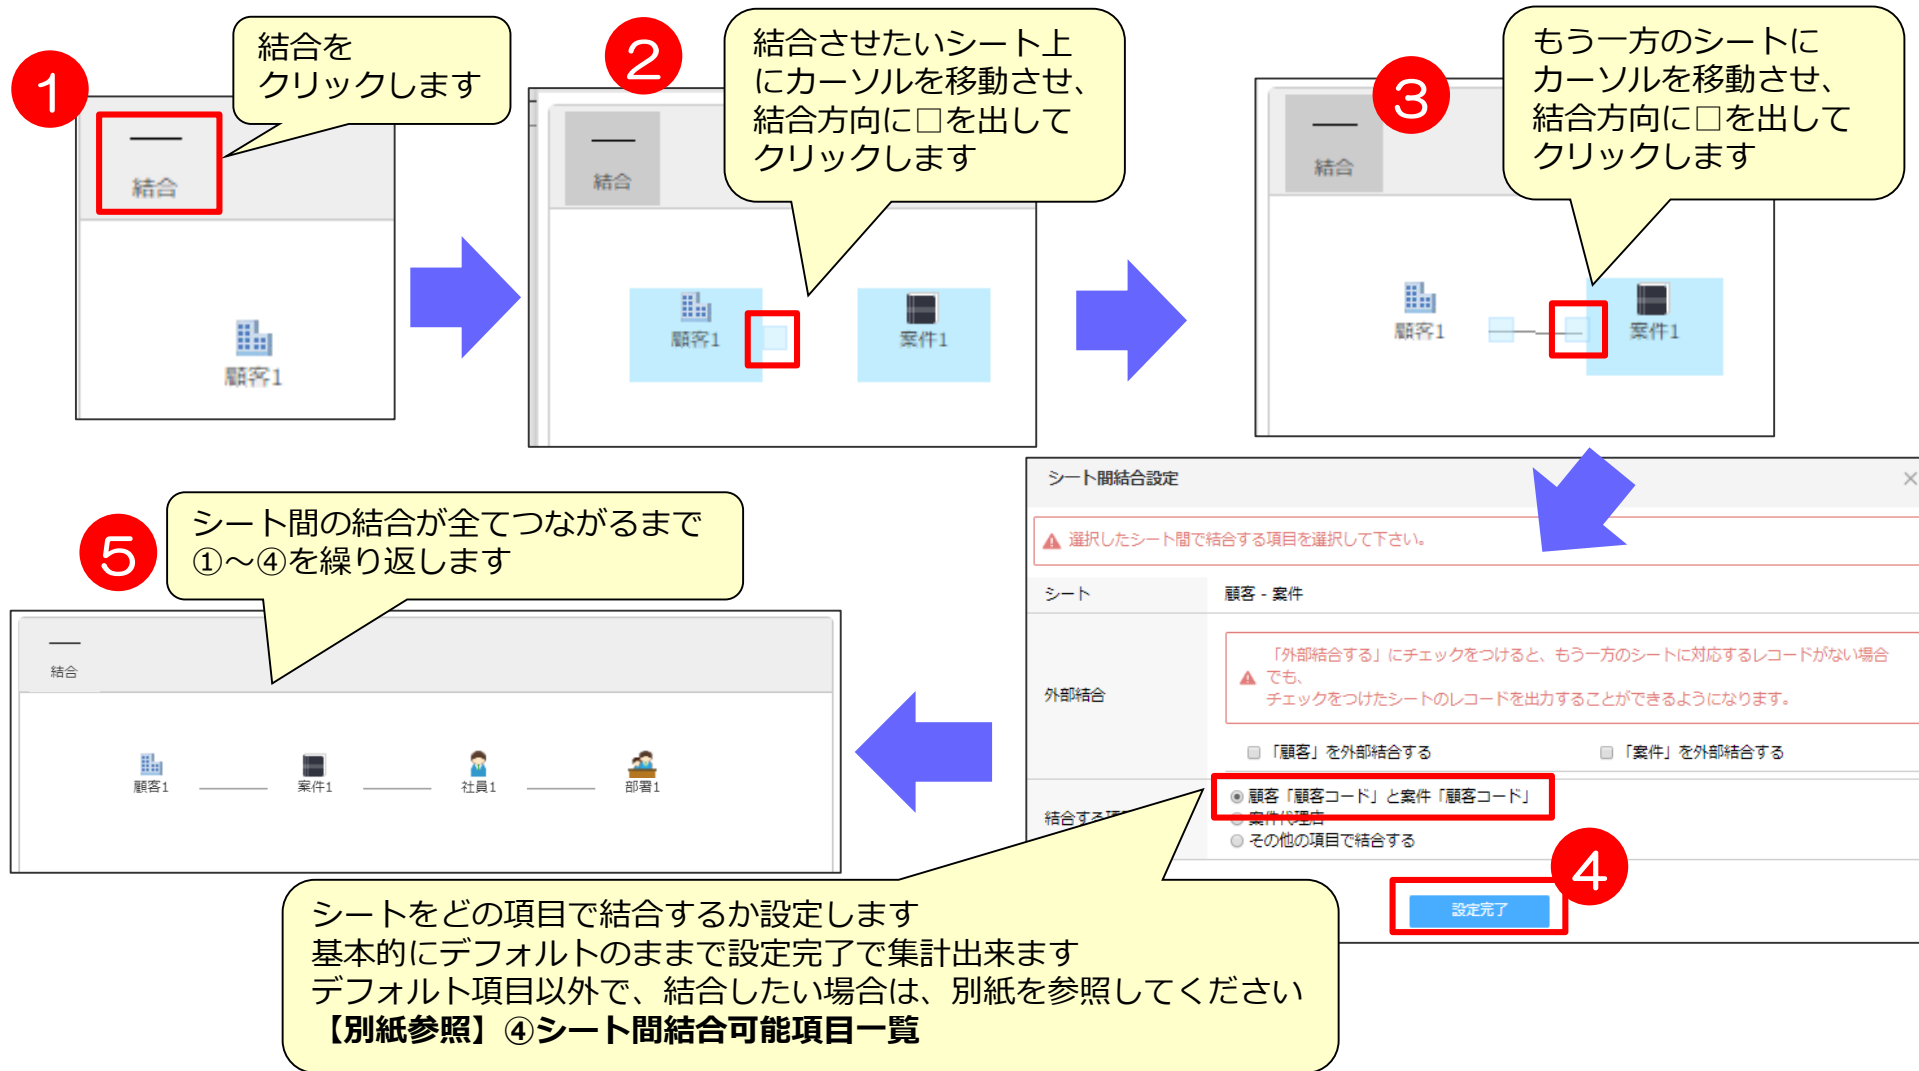 1
結合を
クリックします
結合
顧客1
2
結合させたいシート上
にカーソルを移動させ、
結合方向に□を出して
クリックします
結合
顧客1
案件1
3
もう一方のシートに
カーソルを移動させ、
結合方向に□を出して
クリックします
結合
顧客1
案件1
シート間結合設定
×
選択したシート間で結合する項目を選択して下さい。
シート
顧客 - 案件
外部結合
「外部結合する」にチェックをつけると、もう一方のシートに対応するレコードがない場合
でも、
チェックをつけたシートのレコードを出力することができるようになります。
「顧客」を外部結合する
「案件」を外部結合する
結合する項
顧客「顧客コード」と案件「顧客コード」
案件代理店
その他の項目で結合する
4
設定完了
シートをどの項目で結合するか設定します
基本的にデフォルトのままで設定完了で集計出来ます
デフォルト項目以外で、結合したい場合は、別紙を参照してください
【別紙参照】④シート間結合可能項目一覧
5
シート間の結合が全てつながるまで
①～④を繰り返します
結合
顧客1
案件1
社員1
部署1